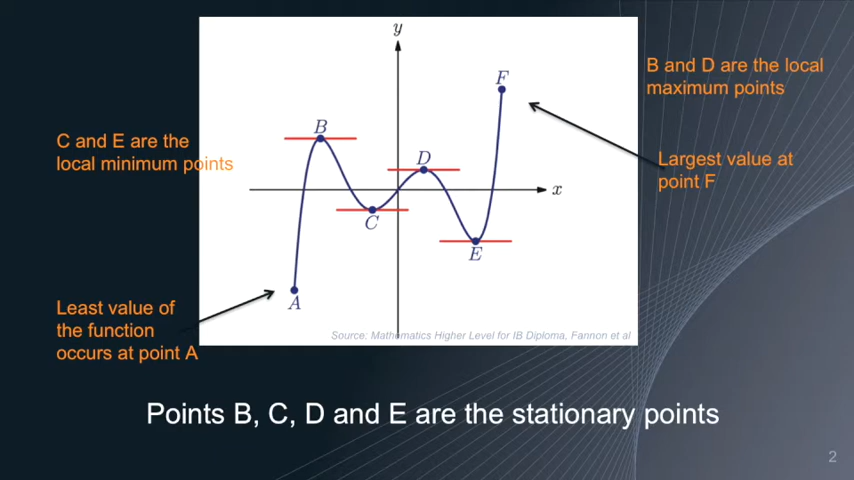 y
F
B and D are the local
maximum points
B
C and E are the
local minimum points
D
Largest value at
point F
x
C
E
A
Least value of
the function
occurs at point A
Source: Mathematics Higher Level for IB Diploma, Fannon et al
Points B, C, D and E are the stationary points
2